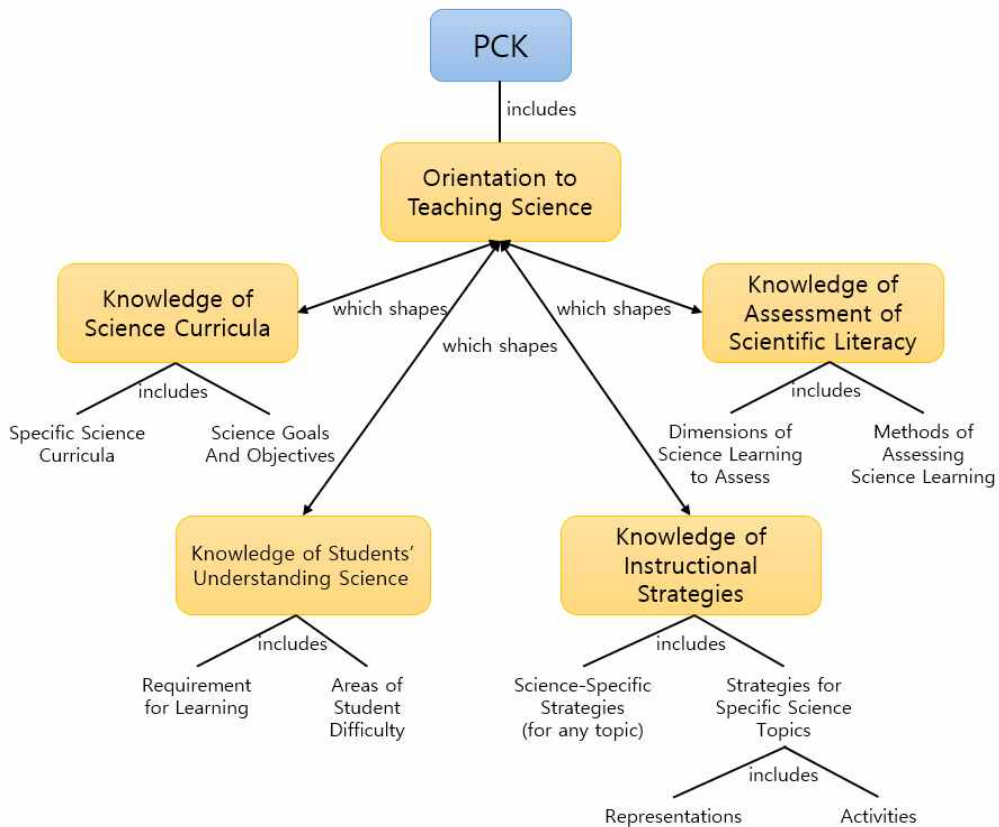 PCK
includes
Orientation to
Teaching Science
Knowledge of
Science Curricula
which shapes
which shapes
which shapes
Knowledge of
Assessment of
Scientific Literacy
includes
Specific Science
Curricula
Science Goals
And Objectives
includes
Dimensions of
Science Learning
to Assess
Methods of
Assessing
Science Learning
Knowledge of Students’
Understanding Science
Knowledge of
Instructional
Strategies
includes
Requirement
for Learning
Areas of
Student
Difficulty
includes
Science-Specific
Strategies
(for any topic)
Strategies for
Specific Science
Topics
includes
Representations
Activities